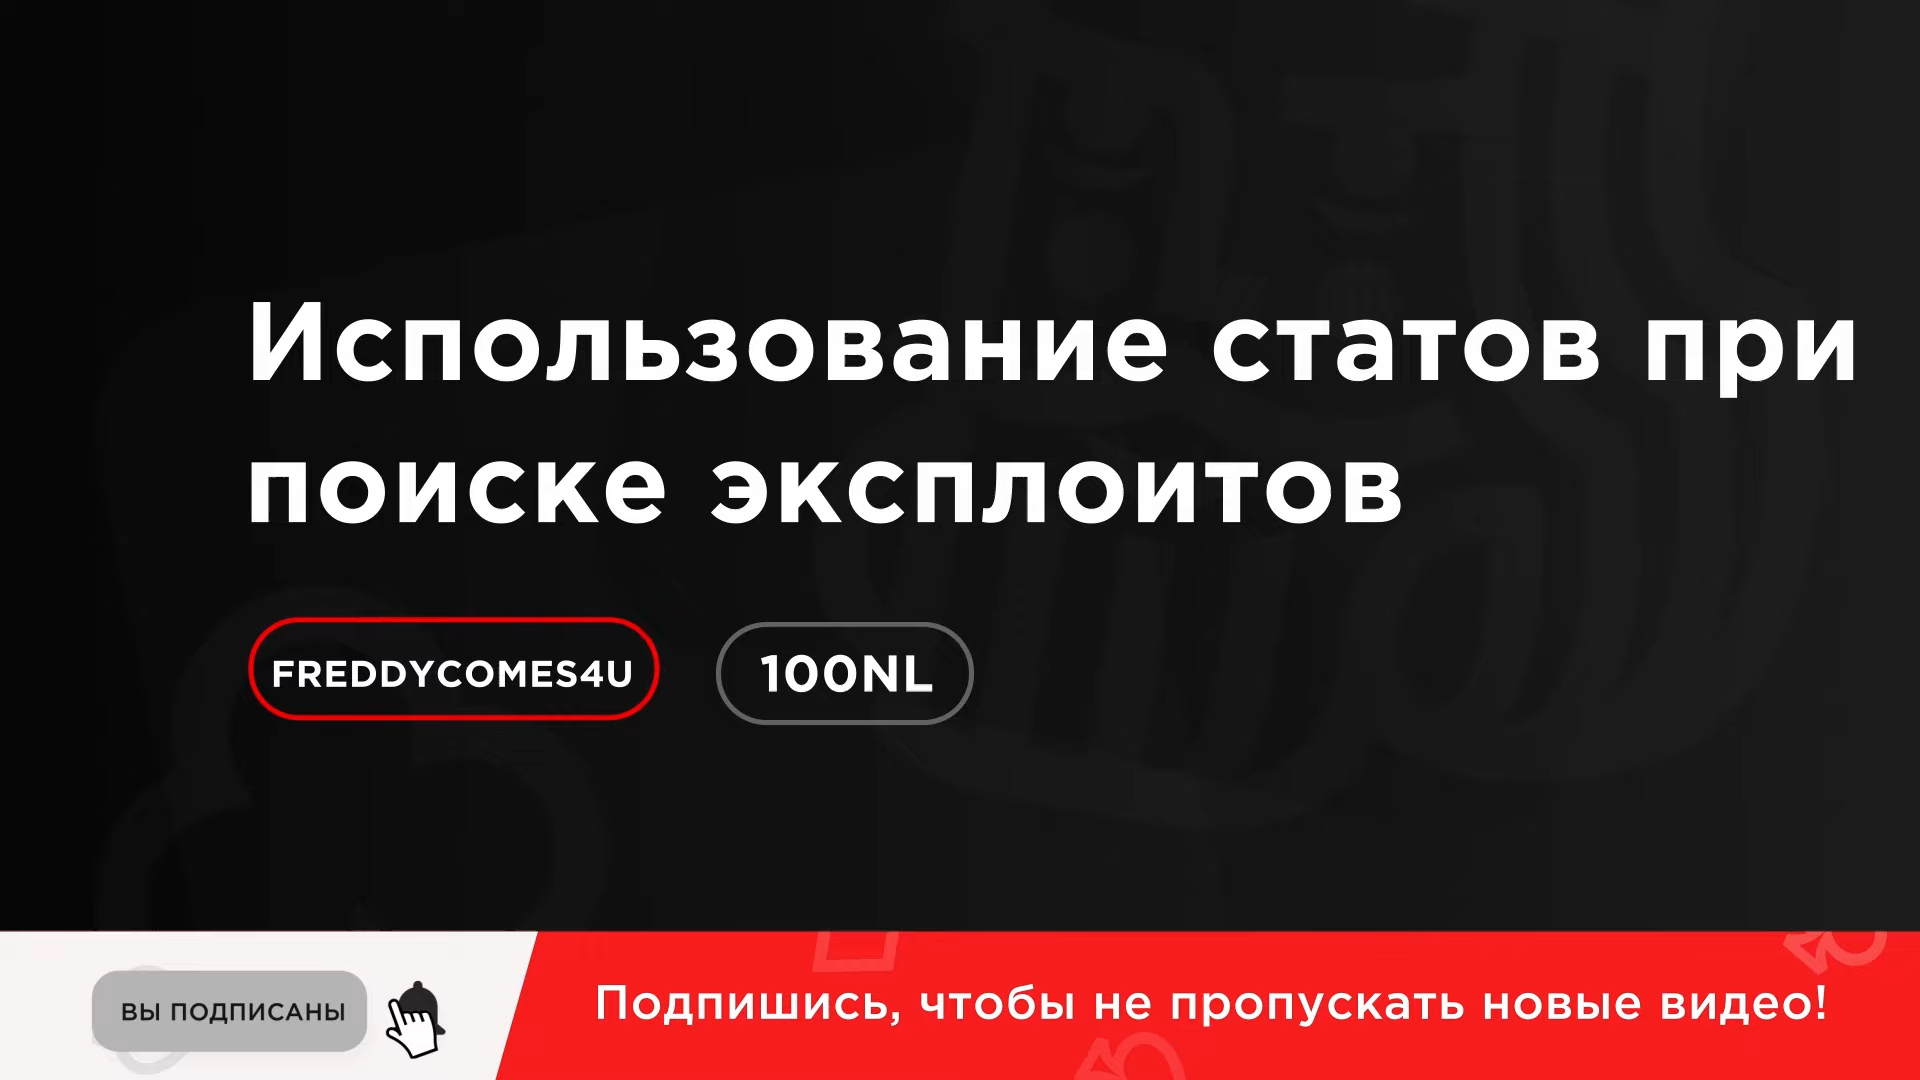 Использование статов при
поиске эксплоитов
FREDDYCOMES4U
100NL
ВЫ ПОДПИСАНЫ
Подпишись, чтобы не пропускать новые видео!